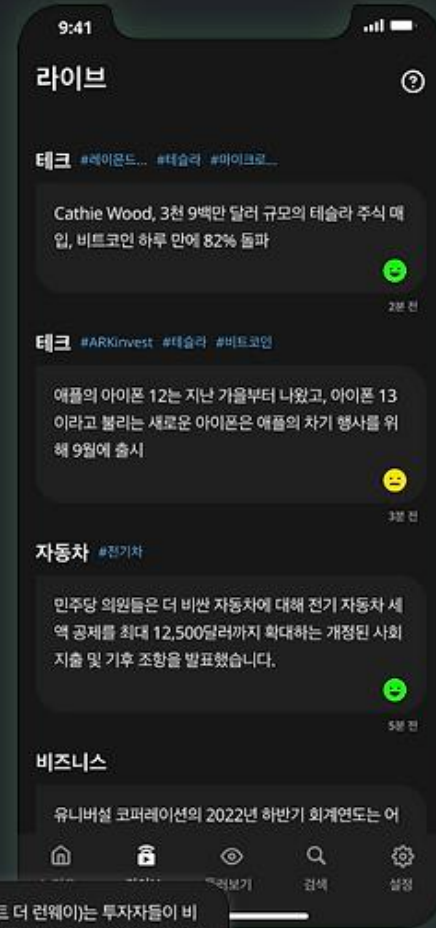 9:41
라이브
테크 #레이몬드... #테슬라 #마이크로...
Cathie Wood, 3천 9백만 달러 규모의 테슬라 주식 매
입, 비트코인 하루 만에 82% 돌파
2분 전
테크 #ARKinvest #테슬라 #비트코인
애플의 아이폰 12는 지난 가을부터 나왔고, 아이폰 13
이라고 불리는 새로운 아이폰은 애플의 차기 행사를 위
해 9월에 출시
3분 전
자동차 #전기차
민주당 의원들은 더 비싼 자동차에 대해 전기 자동차 세
액 공제를 최대 12,500달러까지 확대하는 개정된 사회
지출 및 기후 조항을 발표했습니다.
5분 전
비즈니스
유니버설 코퍼레이션의 2022년 하반기 회계연도는 어
검색 설정
트 더 런웨이)는 투자자들이 비